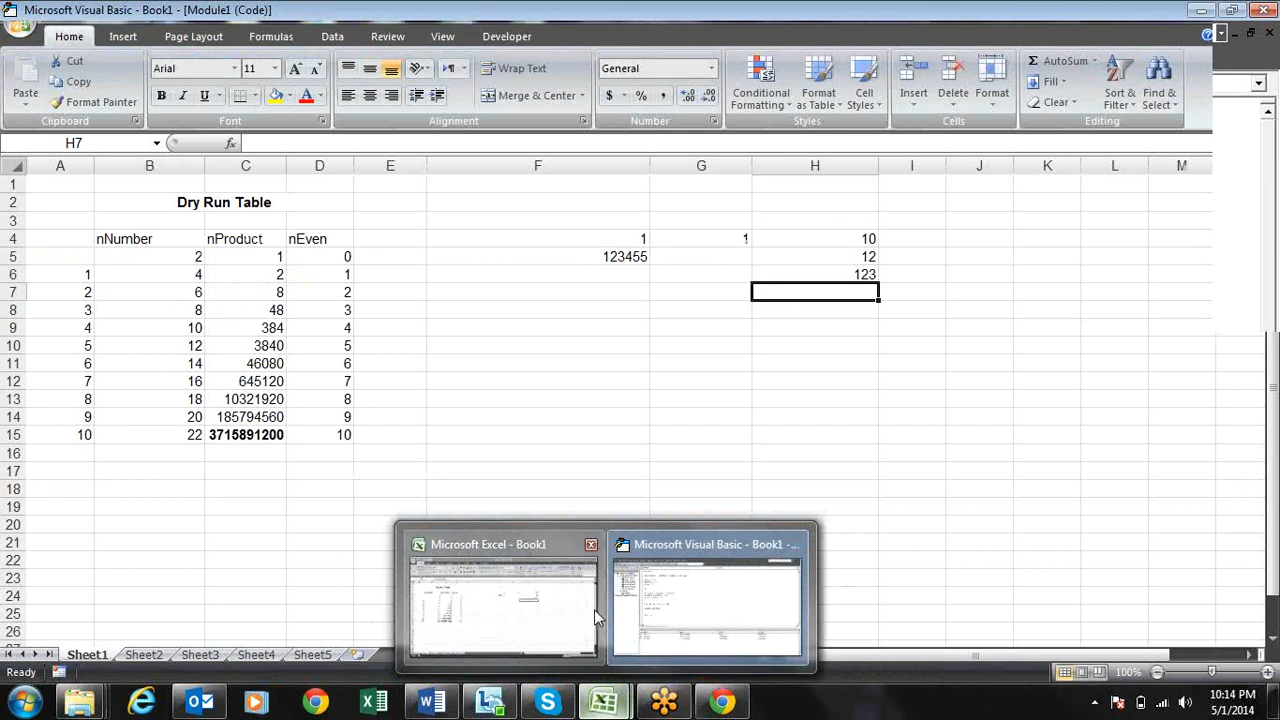 Microsoft Visual Basic - Book1 - [Module1 (Code)]
Home Insert Page Layout Formulas Data Review View Developer
Paste Cut Copy Format Painter Clipboard
Arial 11 B I U Font
Wrap Text Merge & Center Alignment
General $ % , Number
Conditional Formatting Format as Table Cell Styles Styles
Insert Delete Format Cells
AutoSum Fill Clear Sort & Filter Find & Select Editing
H7 fx
A B C D E F G H I J K L M
1
2 Dry Run Table
3
4 nNumber nProduct nEven 1 1 10
5 2 1 0 123455 12
6 1 4 2 1 123
7 2 6 8 2
8 3 8 48 3
9 4 10 384 4
10 5 12 3840 5
11 6 14 46080 6
12 7 16 645120 7
13 8 18 10321920 8
14 9 20 185794560 9
15 10 22 3715891200 10
16
17
18
19
20
21
22
23
24
25
26
Microsoft Excel - Book1 Microsoft Visual Basic - Book1 -...
Sheet1 Sheet2 Sheet3 Sheet4 Sheet5
Ready 100%
10:14 PM
5/1/2014